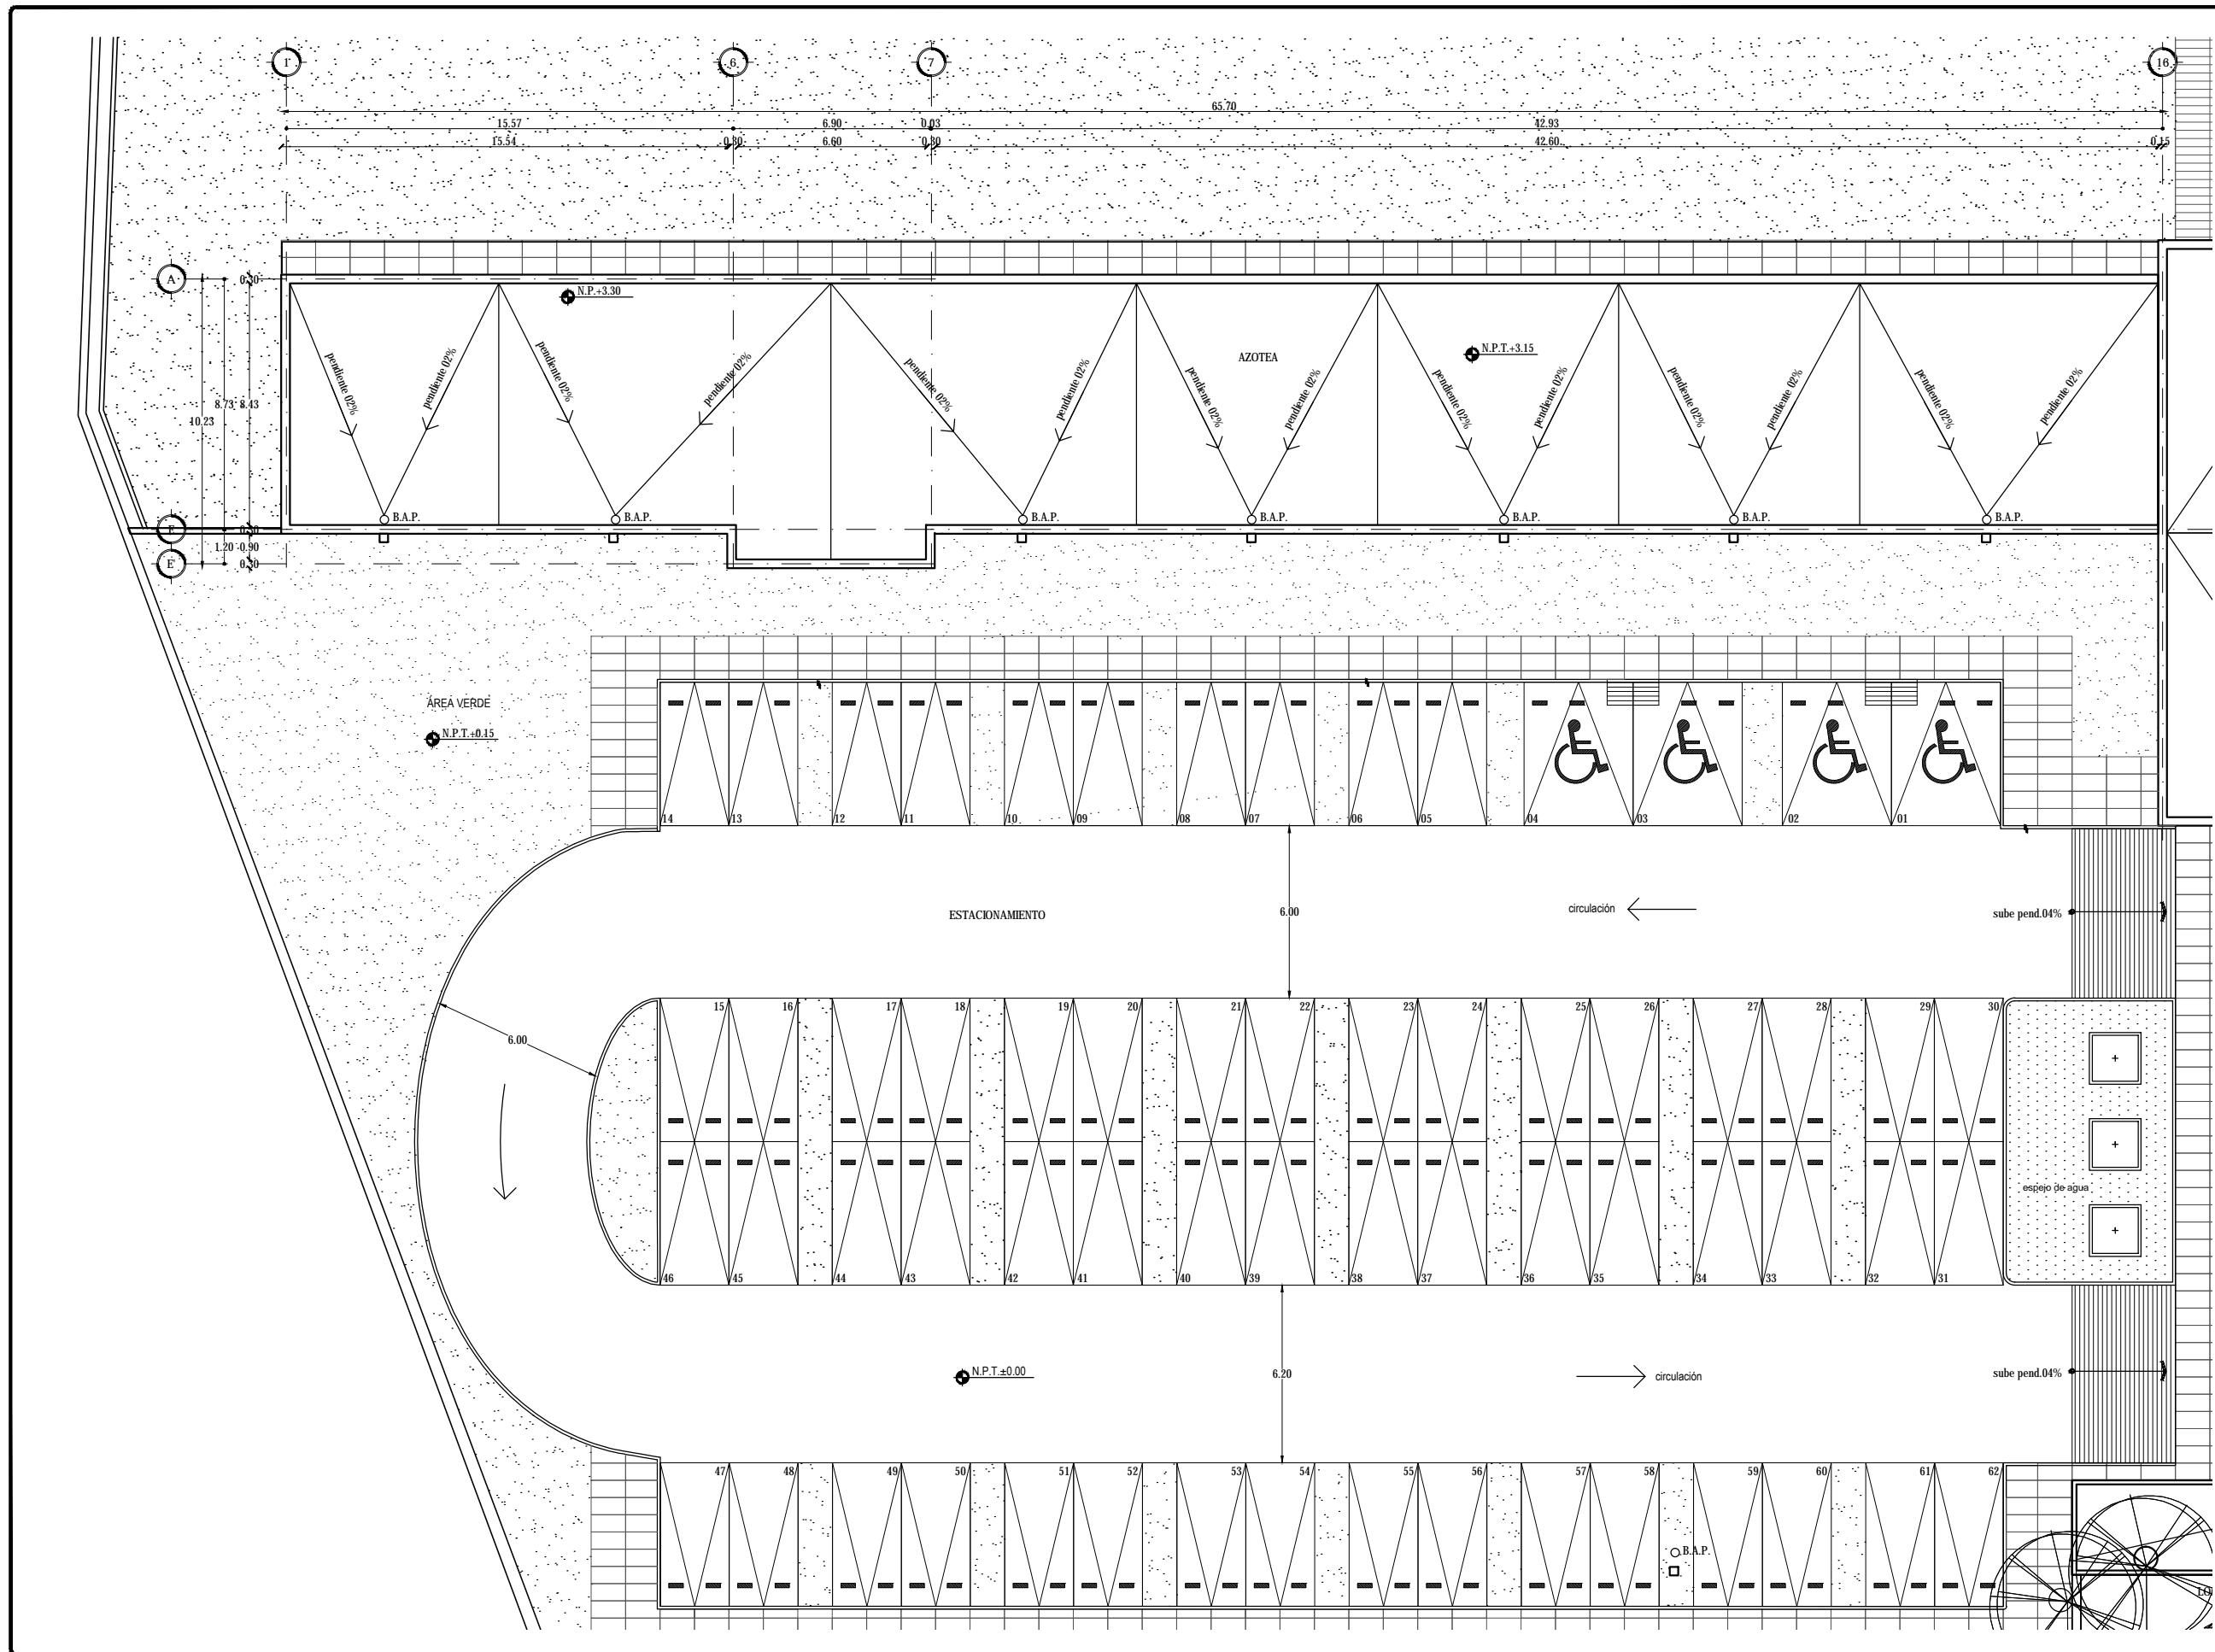 1 6 7 16
65.70
15.57 6.90 0.03 42.93
15.54 0.30 6.60 0.30 42.60 0.15
A 0.30
N.P.+3.30
pendiente 02% pendiente 02% pendiente 02% pendiente 02% pendiente 02% pendiente 02% pendiente 02% pendiente 02% pendiente 02% pendiente 02% pendiente 02% pendiente 02% pendiente 02% pendiente 02%
AZOTEA
N.P.T.+3.15
10.23 8.73 8.43
B.A.P. B.A.P. B.A.P. B.A.P. B.A.P. B.A.P. B.A.P.
F 0.30
1.20 0.90
E 0.30
ÁREA VERDE
N.P.T.+0.15
14 13 12 11 10 09 08 07 06 05 04 03 02 01
ESTACIONAMIENTO
6.00
circulación
sube pend.04%
15 16 17 18 19 20 21 22 23 24 25 26 27 28 29 30
6.00
espejo de agua
46 45 44 43 42 41 40 39 38 37 36 35 34 33 32 31
N.P.T.±0.00
6.20
circulación
sube pend.04%
47 48 49 50 51 52 53 54 55 56 57 58 59 60 61 62
B.A.P.